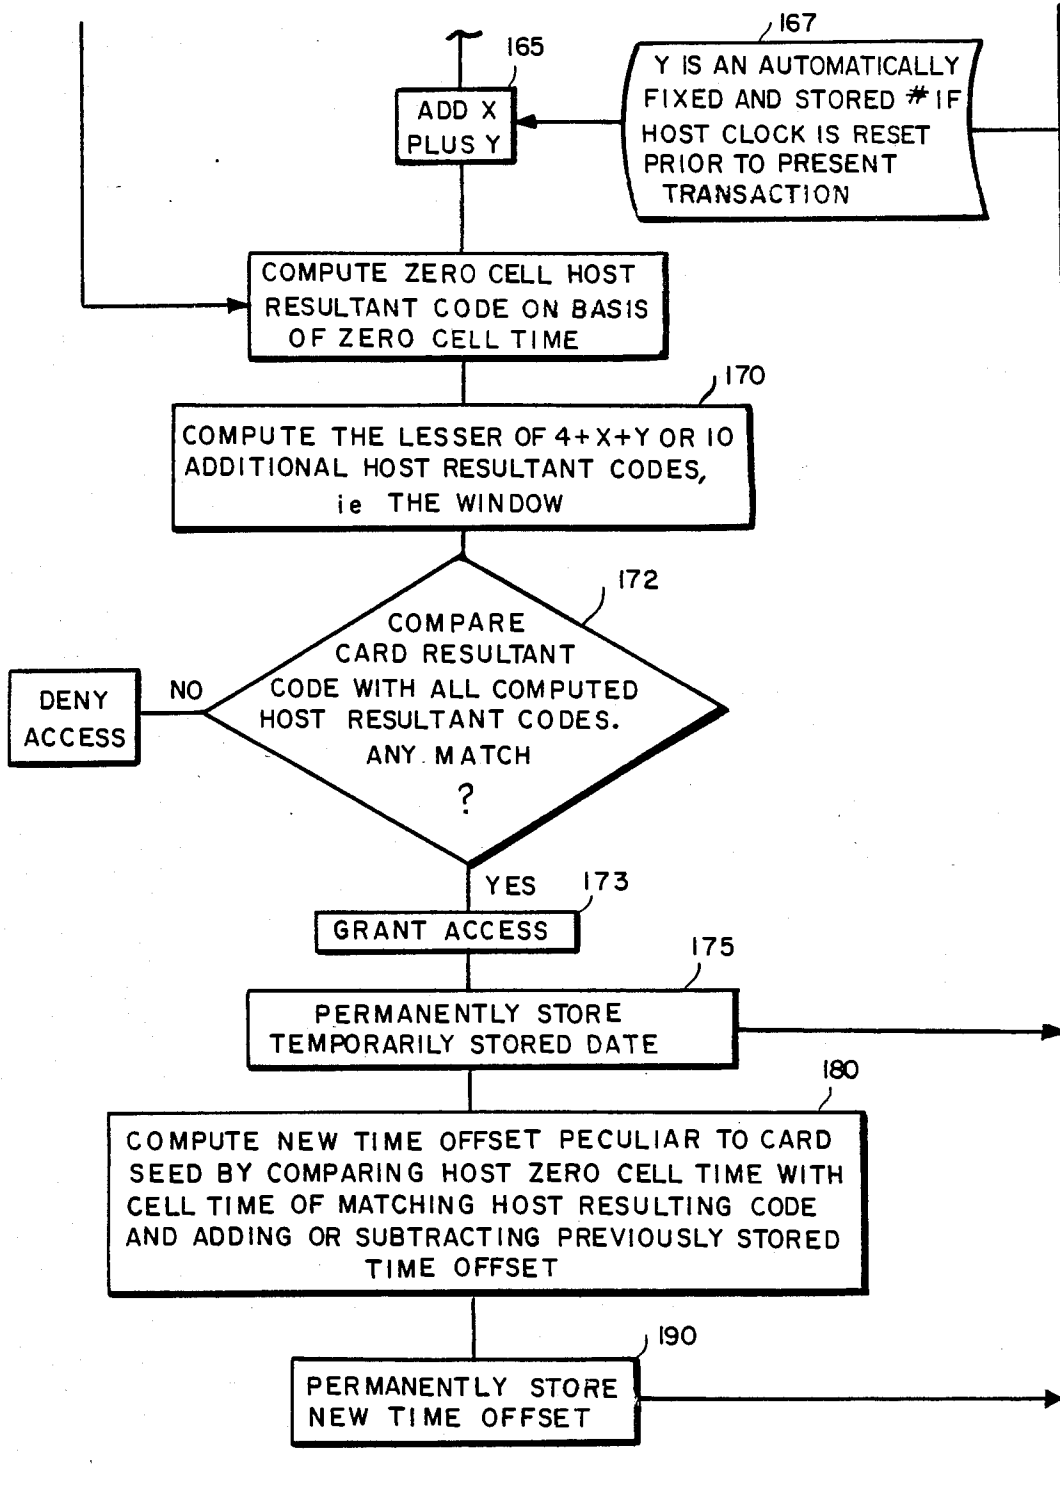 165
ADD X
PLUS Y
167
Y IS AN AUTOMATICALLY
FIXED AND STORED # IF
HOST CLOCK IS RESET
PRIOR TO PRESENT
TRANSACTION
COMPUTE ZERO CELL HOST
RESULTANT CODE ON BASIS
OF ZERO CELL TIME
170
COMPUTE THE LESSER OF 4+X+Y OR 10
ADDITIONAL HOST RESULTANT CODES,
ie THE WINDOW
172
COMPARE
CARD RESULTANT
CODE WITH ALL COMPUTED
HOST RESULTANT CODES.
ANY MATCH
?
NO
DENY
ACCESS
YES
173
GRANT ACCESS
175
PERMANENTLY STORE
TEMPORARILY STORED DATE
180
COMPUTE NEW TIME OFFSET PECULIAR TO CARD
SEED BY COMPARING HOST ZERO CELL TIME WITH
CELL TIME OF MATCHING HOST RESULTING CODE
AND ADDING OR SUBTRACTING PREVIOUSLY STORED
TIME OFFSET
190
PERMANENTLY STORE
NEW TIME OFFSET